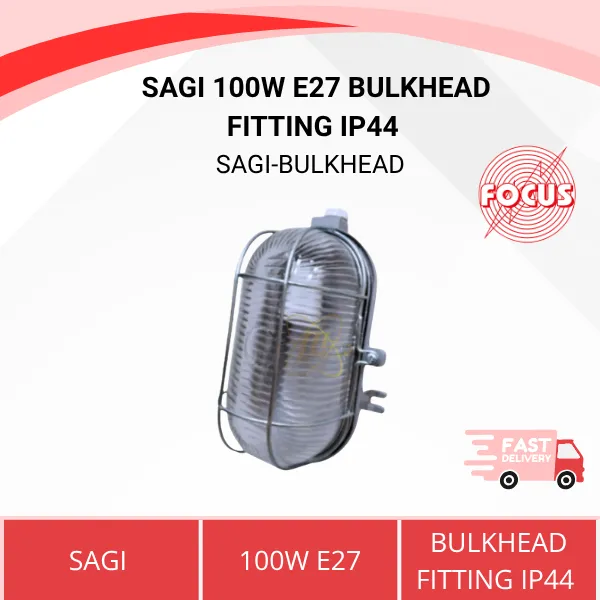 SAGI 100W E27 BULKHEAD
FITTING IP44
SAGI-BULKHEAD
FOCUS
FAST
DELIVERY
SAGI
100W E27
BULKHEAD
FITTING IP44